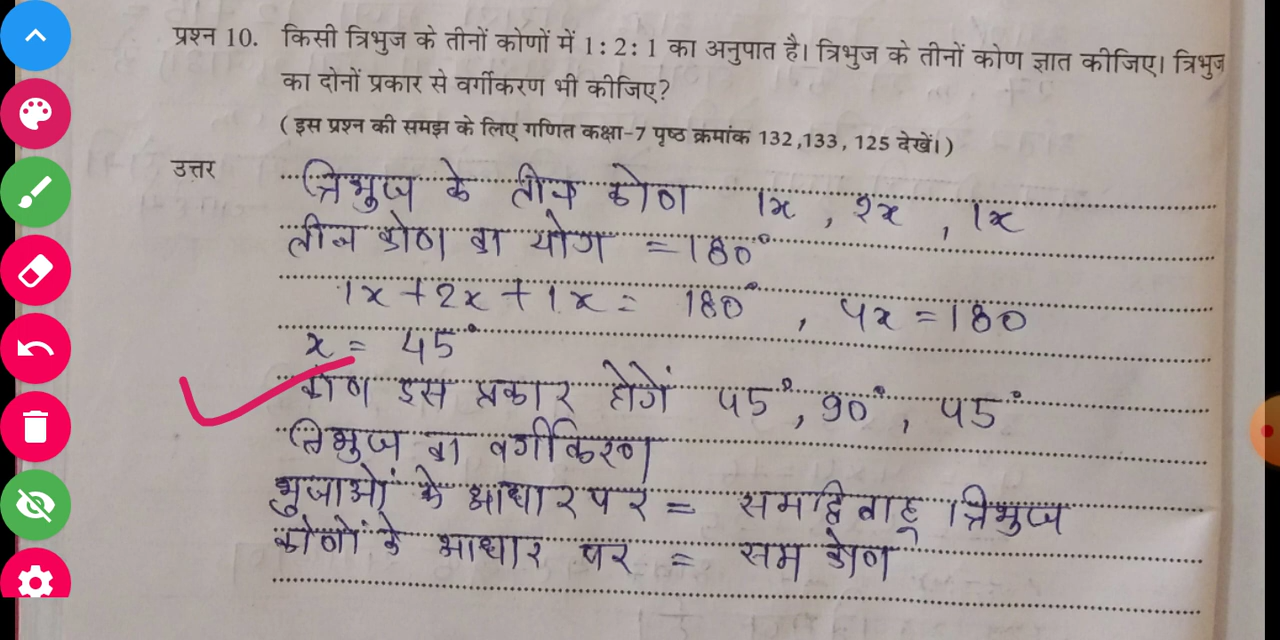 प्रश्न 10. किसी त्रिभुज के तीनों कोणों में 1 : 2 : 1 का अनुपात है। त्रिभुज के तीनों कोण ज्ञात कीजिए। त्रिभुज
का दोनों प्रकार से वर्गीकरण भी कीजिए?
( इस प्रश्न की समझ के लिए गणित कक्षा-7 पृष्ठ क्रमांक 132,133, 125 देखें।)
उत्तर त्रिभुज के तीन कोण 1x , 2x , 1x
तीन कोण का योग = 180°
1x + 2x + 1x = 180° , 4x = 180
x = 45°
कोण इस प्रकार होगें 45°, 90°, 45°
त्रिभुज का वर्गीकरण
भुजाओं के आधार पर = समद्विबाहू त्रिभुज
कोणों के आधार पर = सम कोण